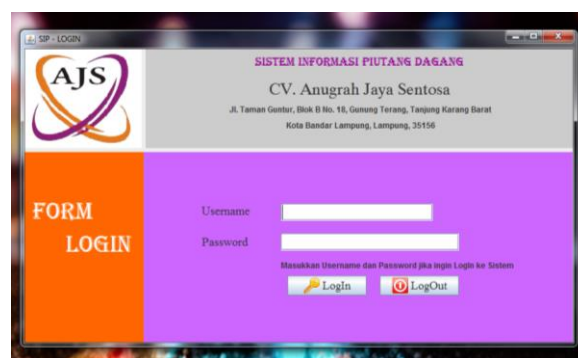 SIP - LOGIN
AJS
SISTEM INFORMASI PIUTANG DAGANG
CV. Anugrah Jaya Sentosa
Jl. Taman Guntur, Blok B No. 18, Gunung Terang, Tanjung Karang Barat
Kota Bandar Lampung, Lampung, 35156
FORM
LOGIN
Username
Password
Masukkan Username dan Password jika ingin Login ke Sistem
LogIn
LogOut